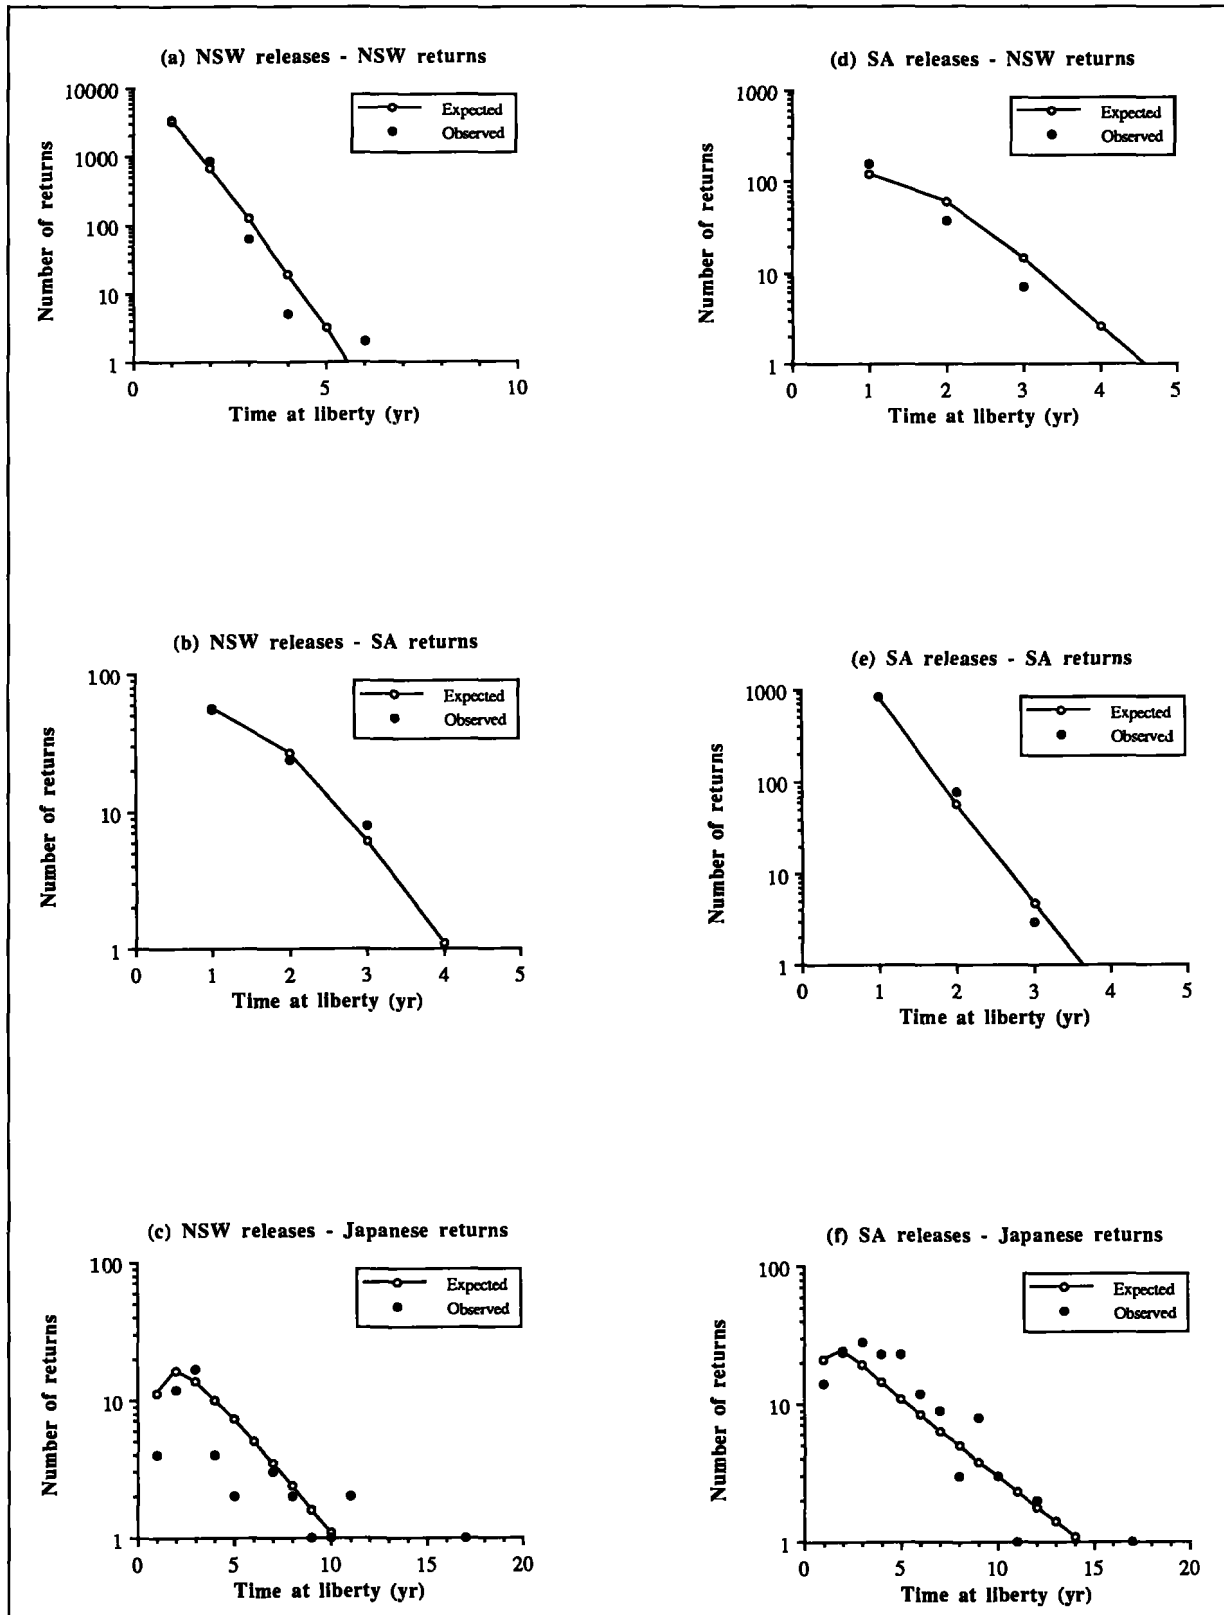 (a) NSW releases - NSW returns
10000
1000
100
10
1
Number of returns
Expected
Observed
0 5 10
Time at liberty (yr)
(d) SA releases - NSW returns
1000
100
10
1
Number of returns
Expected
Observed
0 1 2 3 4 5
Time at liberty (yr)
(b) NSW releases - SA returns
100
10
1
Number of returns
Expected
Observed
0 1 2 3 4 5
Time at liberty (yr)
(e) SA releases - SA returns
1000
100
10
1
Number of returns
Expected
Observed
0 1 2 3 4 5
Time at liberty (yr)
(c) NSW releases - Japanese returns
100
10
1
Number of returns
Expected
Observed
0 5 10 15 20
Time at liberty (yr)
(f) SA releases - Japanese returns
100
10
1
Number of returns
Expected
Observed
0 5 10 15 20
Time at liberty (yr)